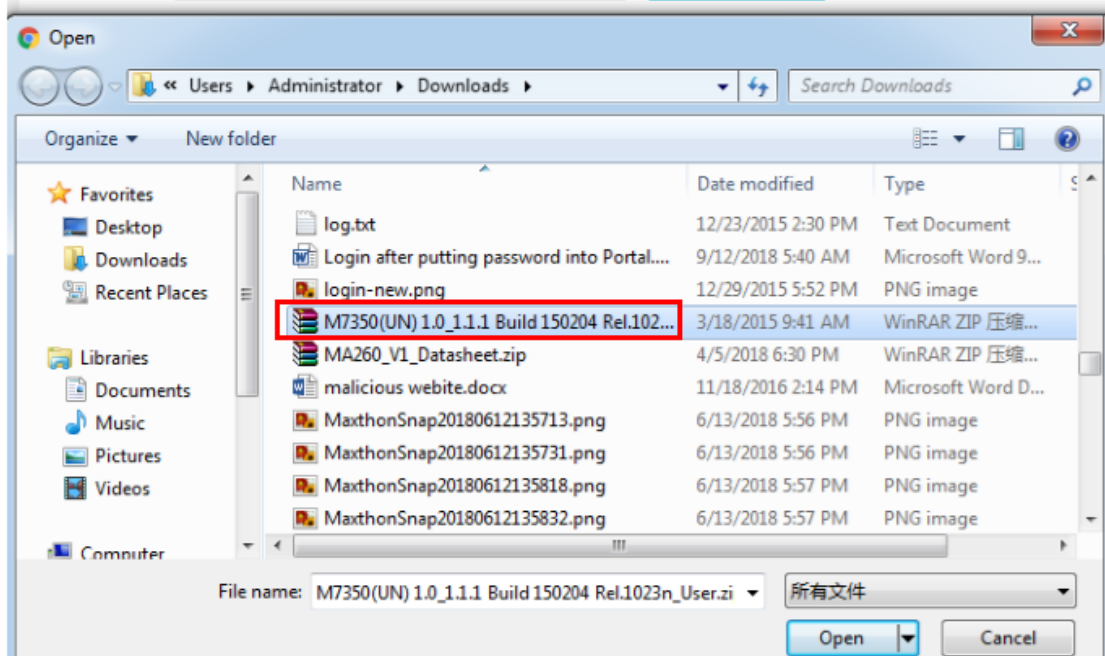 Open
« Users Administrator Downloads Search Downloads
Organize New folder
Name Date modified Type
Favorites
Desktop
Downloads
Recent Places
Libraries
Documents
Music
Pictures
Videos
Computer
log.txt 12/23/2015 2:30 PM Text Document
Login after putting password into Portal.... 9/12/2018 5:40 AM Microsoft Word 9...
login-new.png 12/29/2015 5:52 PM PNG image
M7350(UN) 1.0_1.1.1 Build 150204 Rel.102... 3/18/2015 9:41 AM WinRAR ZIP 压缩...
MA260_V1_Datasheet.zip 4/5/2018 6:30 PM WinRAR ZIP 压缩...
malicious webite.docx 11/18/2016 2:14 PM Microsoft Word D...
MaxthonSnap20180612135713.png 6/13/2018 5:56 PM PNG image
MaxthonSnap20180612135731.png 6/13/2018 5:56 PM PNG image
MaxthonSnap20180612135818.png 6/13/2018 5:57 PM PNG image
MaxthonSnap20180612135832.png 6/13/2018 5:57 PM PNG image
File name: M7350(UN) 1.0_1.1.1 Build 150204 Rel.1023n_User.zi 所有文件
Open Cancel